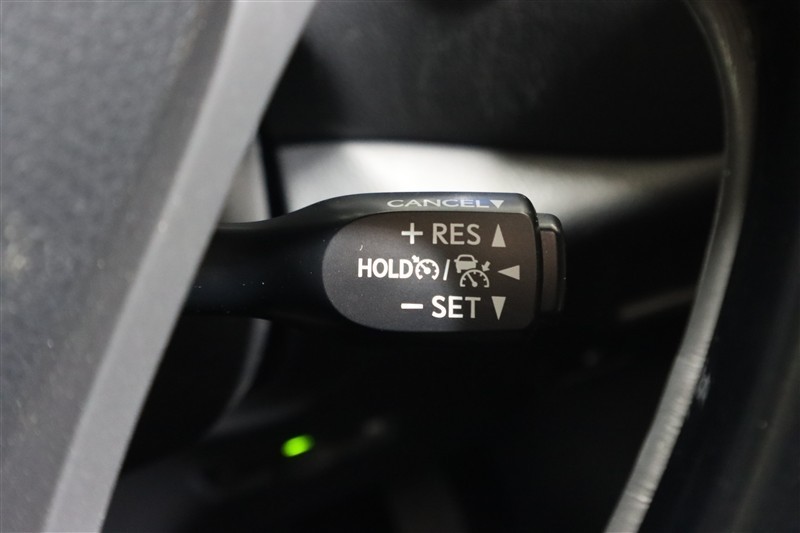 CANCEL▼
+ RES ▲
HOLD / ◀
− SET ▼